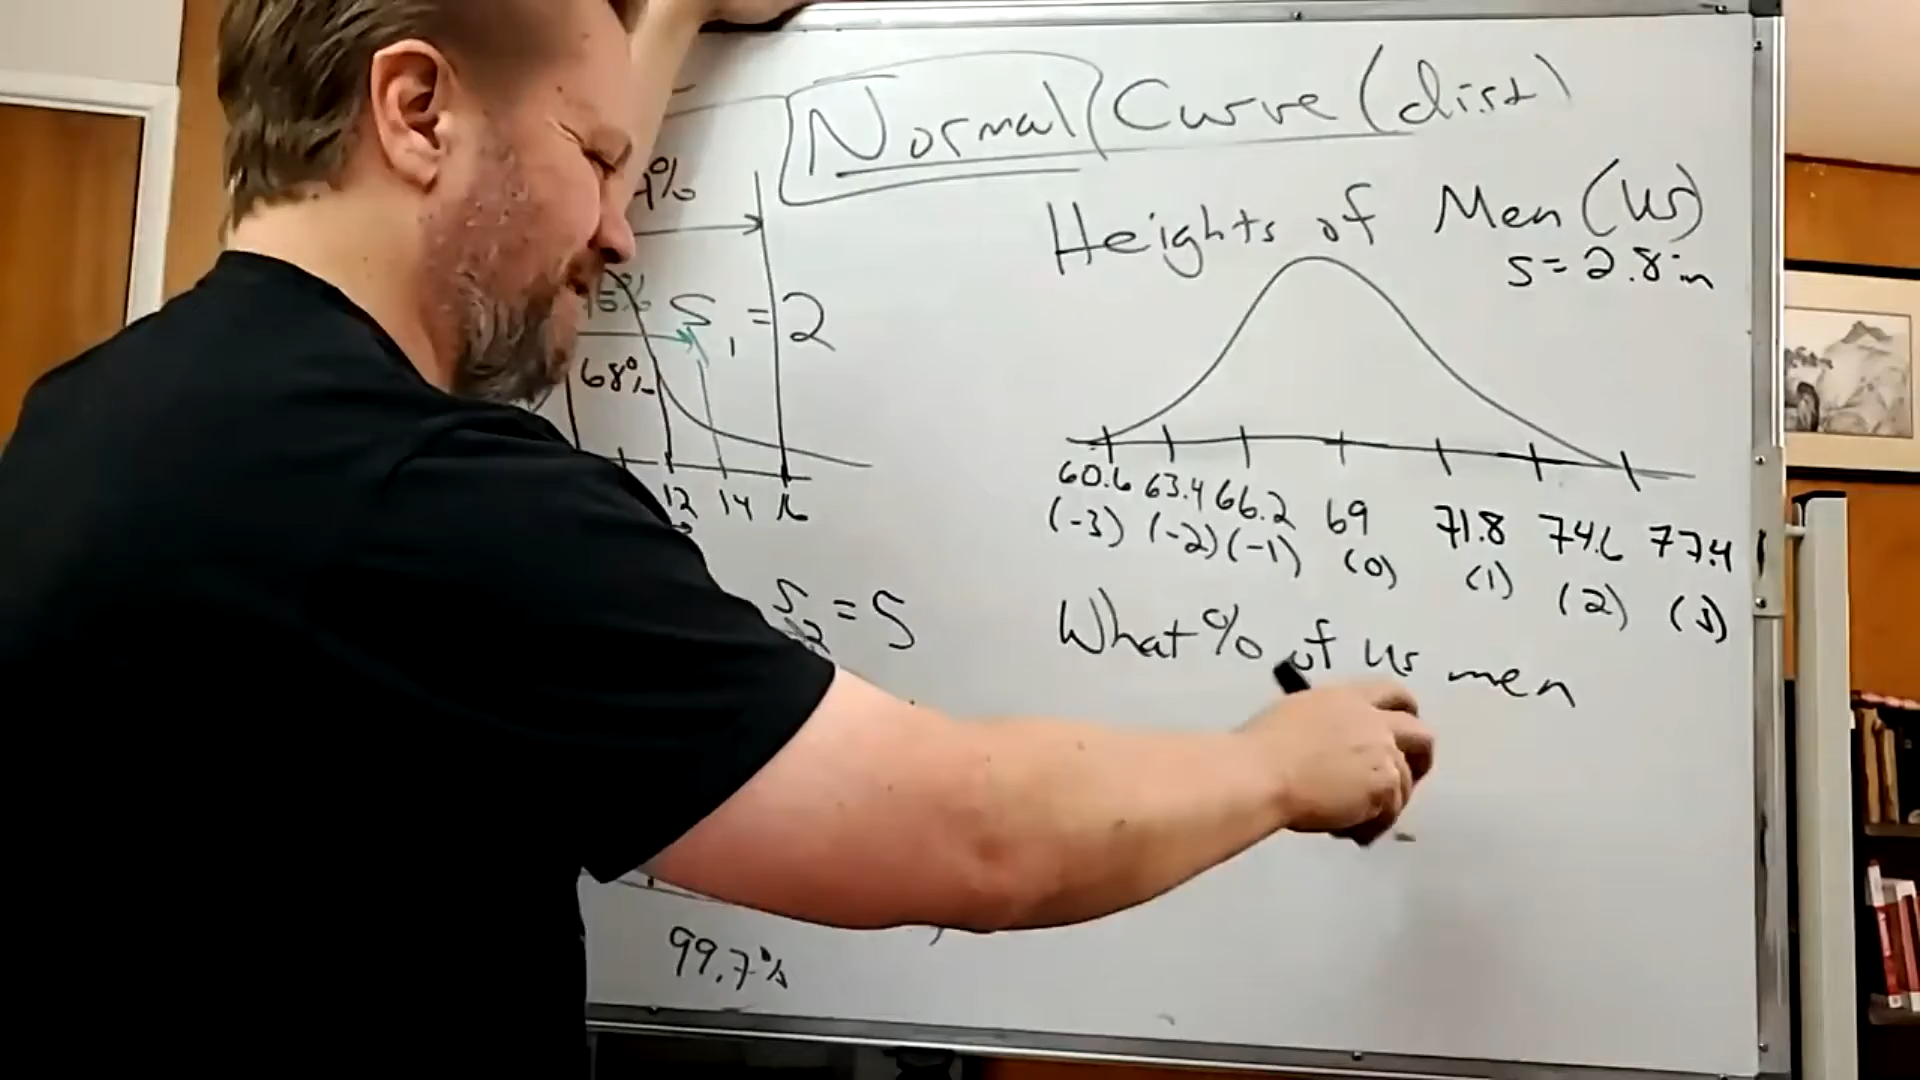 Normal Curve (dist)
Heights of Men (US)
s = 2.8 in
60.6 63.4 66.2 69 71.8 74.6 77.4
(-3) (-2) (-1) (0) (1) (2) (3)
What % of US men
S₁ = 2
68%
12 14 16
= 5
99.7%